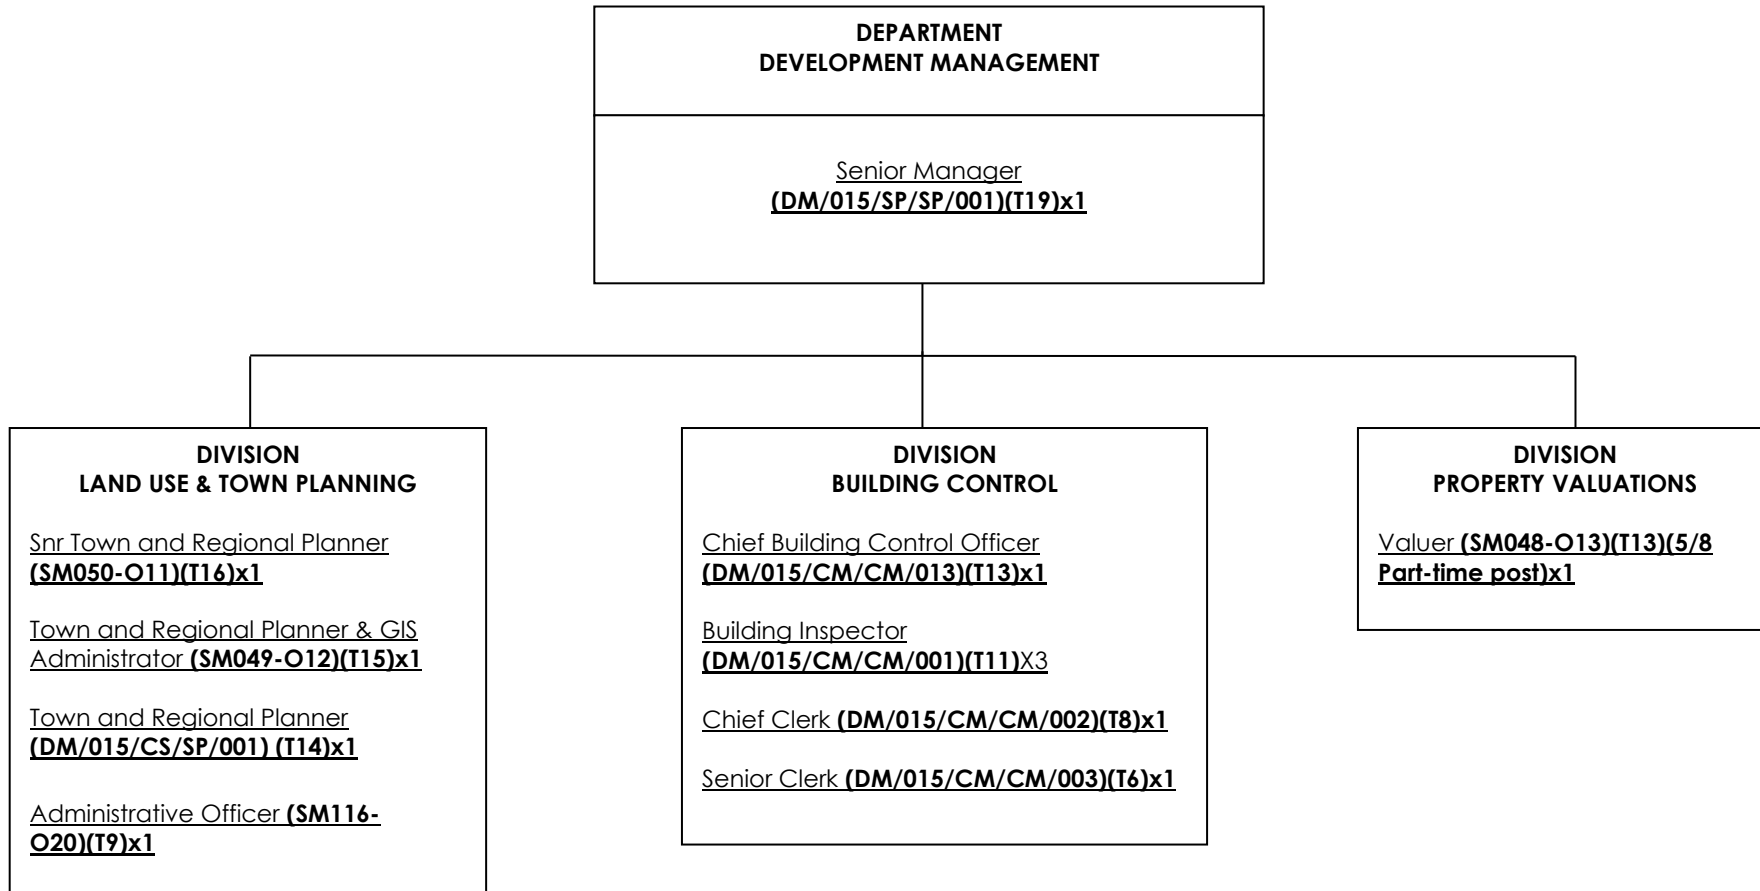 DEPARTMENT
DEVELOPMENT MANAGEMENT
Senior Manager
(DM/015/SP/SP/001)(T19)x1
DIVISION
LAND USE & TOWN PLANNING
Snr Town and Regional Planner
(SM050-O11)(T16)x1
Town and Regional Planner & GIS
Administrator (SM049-O12)(T15)x1
Town and Regional Planner
(DM/015/CS/SP/001) (T14)x1
Administrative Officer (SM116-
O20)(T9)x1
DIVISION
BUILDING CONTROL
Chief Building Control Officer
(DM/015/CM/CM/013)(T13)x1
Building Inspector
(DM/015/CM/CM/001)(T11)X3
Chief Clerk (DM/015/CM/CM/002)(T8)x1
Senior Clerk (DM/015/CM/CM/003)(T6)x1
DIVISION
PROPERTY VALUATIONS
Valuer (SM048-O13)(T13)(5/8
Part-time post)x1